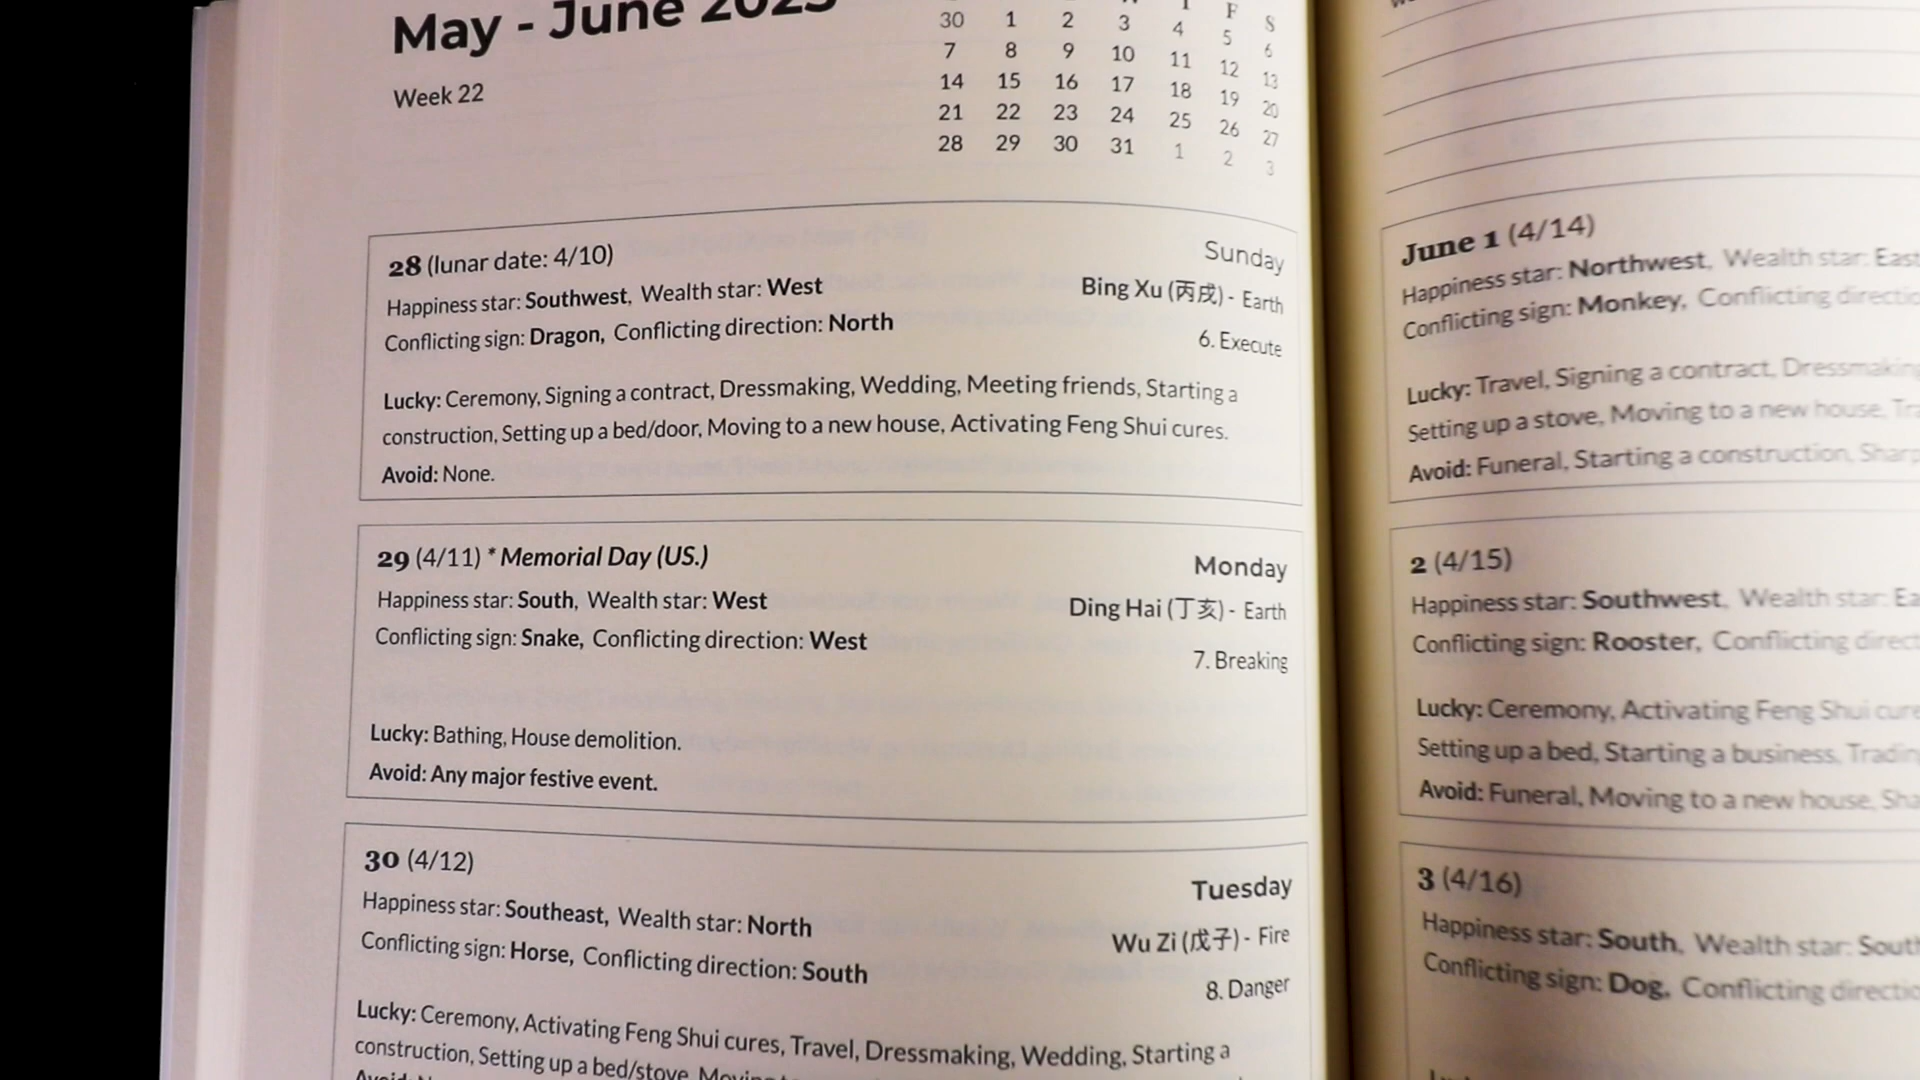 May - June 2023
Week 22
T F S
30 1 2 3 4 5 6
7 8 9 10 11 12 13
14 15 16 17 18 19 20
21 22 23 24 25 26 27
28 29 30 31 1 2 3
28 (lunar date: 4/10) Sunday
Happiness star: Southwest, Wealth star: West Bing Xu (丙戌) - Earth
Conflicting sign: Dragon, Conflicting direction: North 6. Execute
Lucky: Ceremony, Signing a contract, Dressmaking, Wedding, Meeting friends, Starting a
construction, Setting up a bed/door, Moving to a new house, Activating Feng Shui cures.
Avoid: None.
29 (4/11) * Memorial Day (US.) Monday
Happiness star: South, Wealth star: West Ding Hai (丁亥) - Earth
Conflicting sign: Snake, Conflicting direction: West 7. Breaking
Lucky: Bathing, House demolition.
Avoid: Any major festive event.
30 (4/12) Tuesday
Happiness star: Southeast, Wealth star: North Wu Zi (戊子) - Fire
Conflicting sign: Horse, Conflicting direction: South 8. Danger
Lucky: Ceremony, Activating Feng Shui cures, Travel, Dressmaking, Wedding, Starting a
construction, Setting up a bed/stove,
June 1 (4/14)
Happiness star: Northwest, Wealth star: East
Conflicting sign: Monkey, Conflicting
Lucky: Travel, Signing a contract, Dressmaking
Setting up a stove, Moving to a new house,
Avoid: Funeral, Starting a construction,
2 (4/15)
Happiness star: Southwest, Wealth star:
Conflicting sign: Rooster, Conflicting
Lucky: Ceremony, Activating Feng Shui
Setting up a bed, Starting a business,
Avoid: Funeral, Moving to a new house,
3 (4/16)
Happiness star: South, Wealth star:
Conflicting sign: Dog, Conflicting